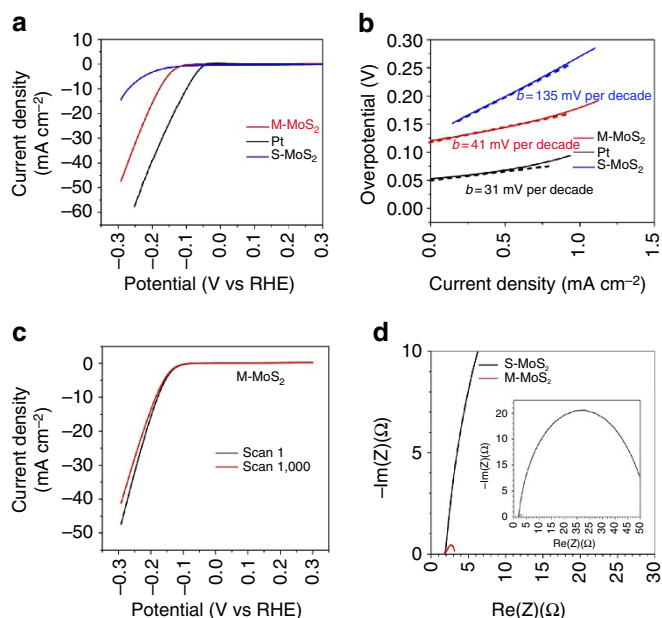 a
10
0
–10
–20
–30
–40
–50
–60
Current density
(mA cm⁻²)
M-MoS₂
Pt
S-MoS₂
–0.3
–0.2
–0.1
0.0
0.1
0.2
0.3
Potential (V vs RHE)
b
0.30
0.25
0.20
0.15
0.10
0.05
0.00
Overpotential (V)
b = 135 mV per decade
b = 41 mV per decade
M-MoS₂
Pt
S-MoS₂
b = 31 mV per decade
0.0
0.5
1.0
1.5
Current density (mA cm⁻²)
c
0
–10
–20
–30
–40
–50
Current density
(mA cm⁻²)
M-MoS₂
Scan 1
Scan 1,000
–0.3
–0.2
–0.1
0.0
0.1
0.2
0.3
Potential (V vs RHE)
d
10
8
6
4
2
0
–Im(Z)(Ω)
S-MoS₂
M-MoS₂
20
15
10
5
0
–Im(Z)(Ω)
0 5 10 15 20 25 30 35 40 45 50
Re(Z)(Ω)
0 5 10 15 20 25 30
Re(Z)(Ω)